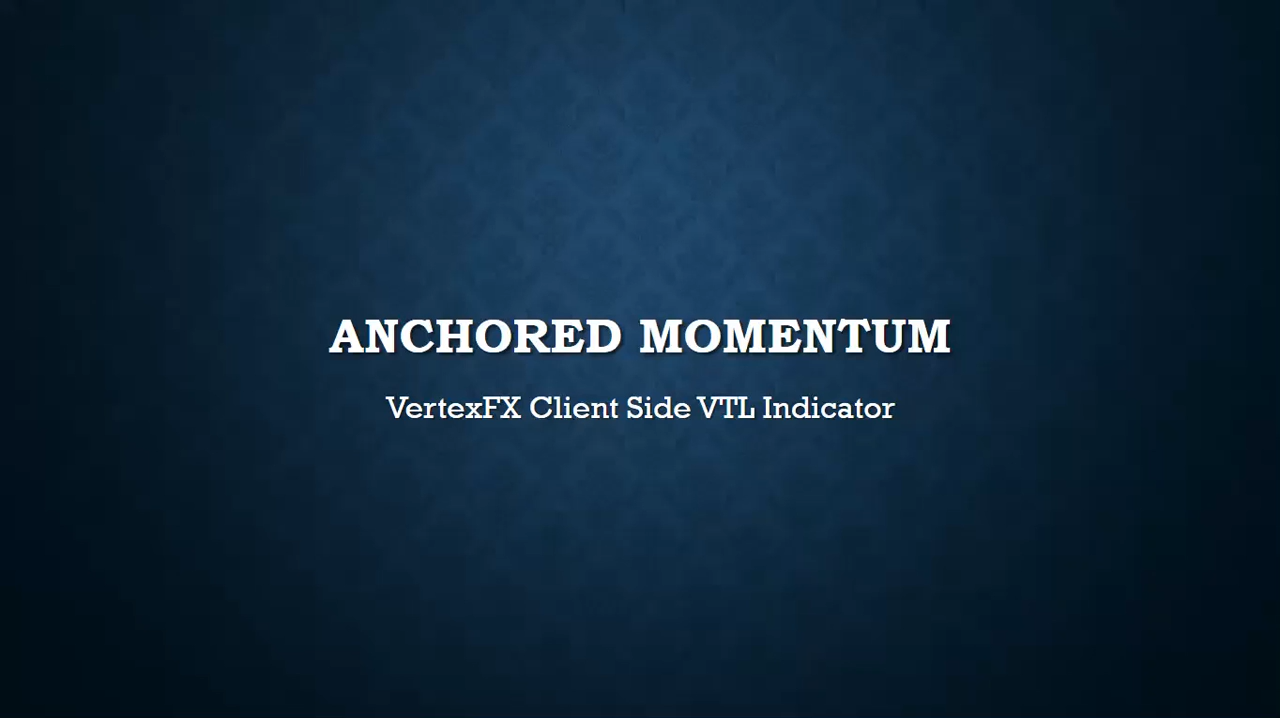 ANCHORED MOMENTUM
VertexFX Client Side VTL Indicator